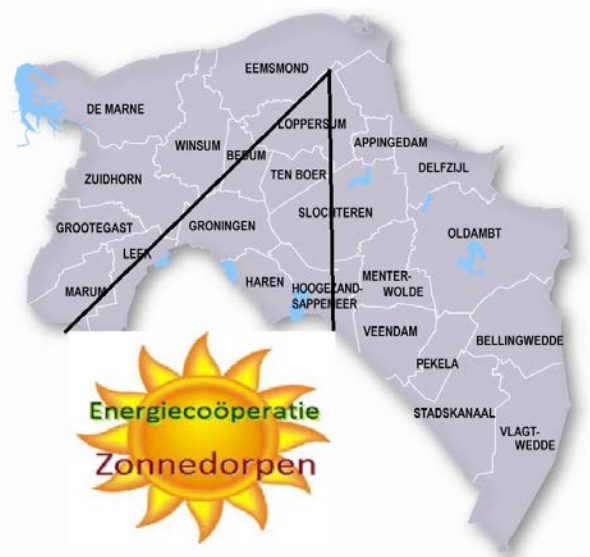 EEMSMOND
DE MARNE
LOPPERSUM
WINSUM
BEDUM
APPINGEDAM
DELFZIJL
TEN BOER
ZUIDHORN
SLOCHTEREN
GROOTEGAST
GRONINGEN
OLDAMBT
LEEK
HAREN
MENTER-
WOLDE
MARUM
HOOGEZAND-
SAPPEMEER
VEENDAM
BELLINGWEDDE
PEKELA
STADSKANAAL
VLAGT-
WEDDE
Energiecoöperatie
Zonnedorpen